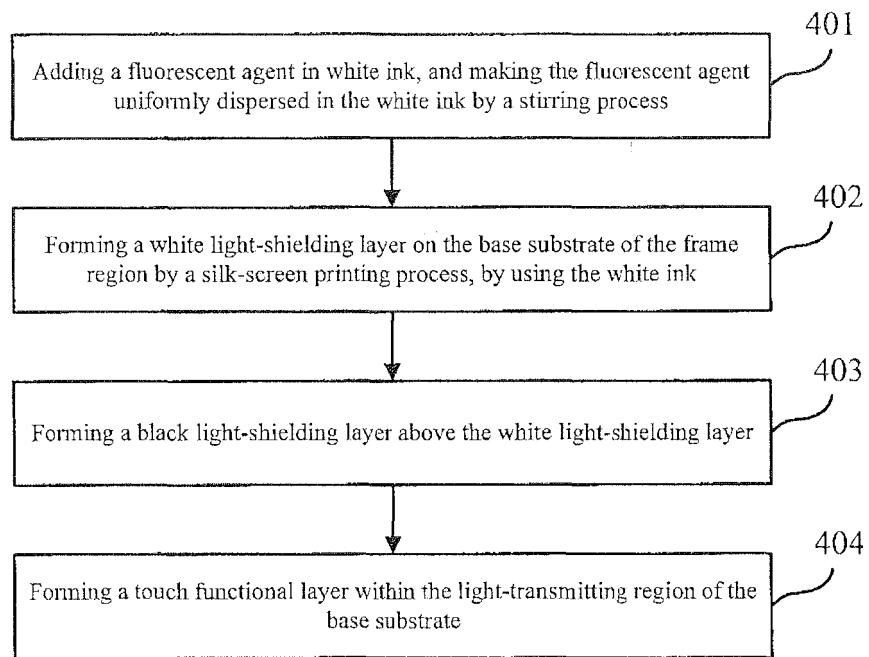 401
Adding a fluorescent agent in white ink, and making the fluorescent agent
uniformly dispersed in the white ink by a stirring process
402
Forming a white light-shielding layer on the base substrate of the frame
region by a silk-screen printing process, by using the white ink
403
Forming a black light-shielding layer above the white light-shielding layer
404
Forming a touch functional layer within the light-transmitting region of the
base substrate